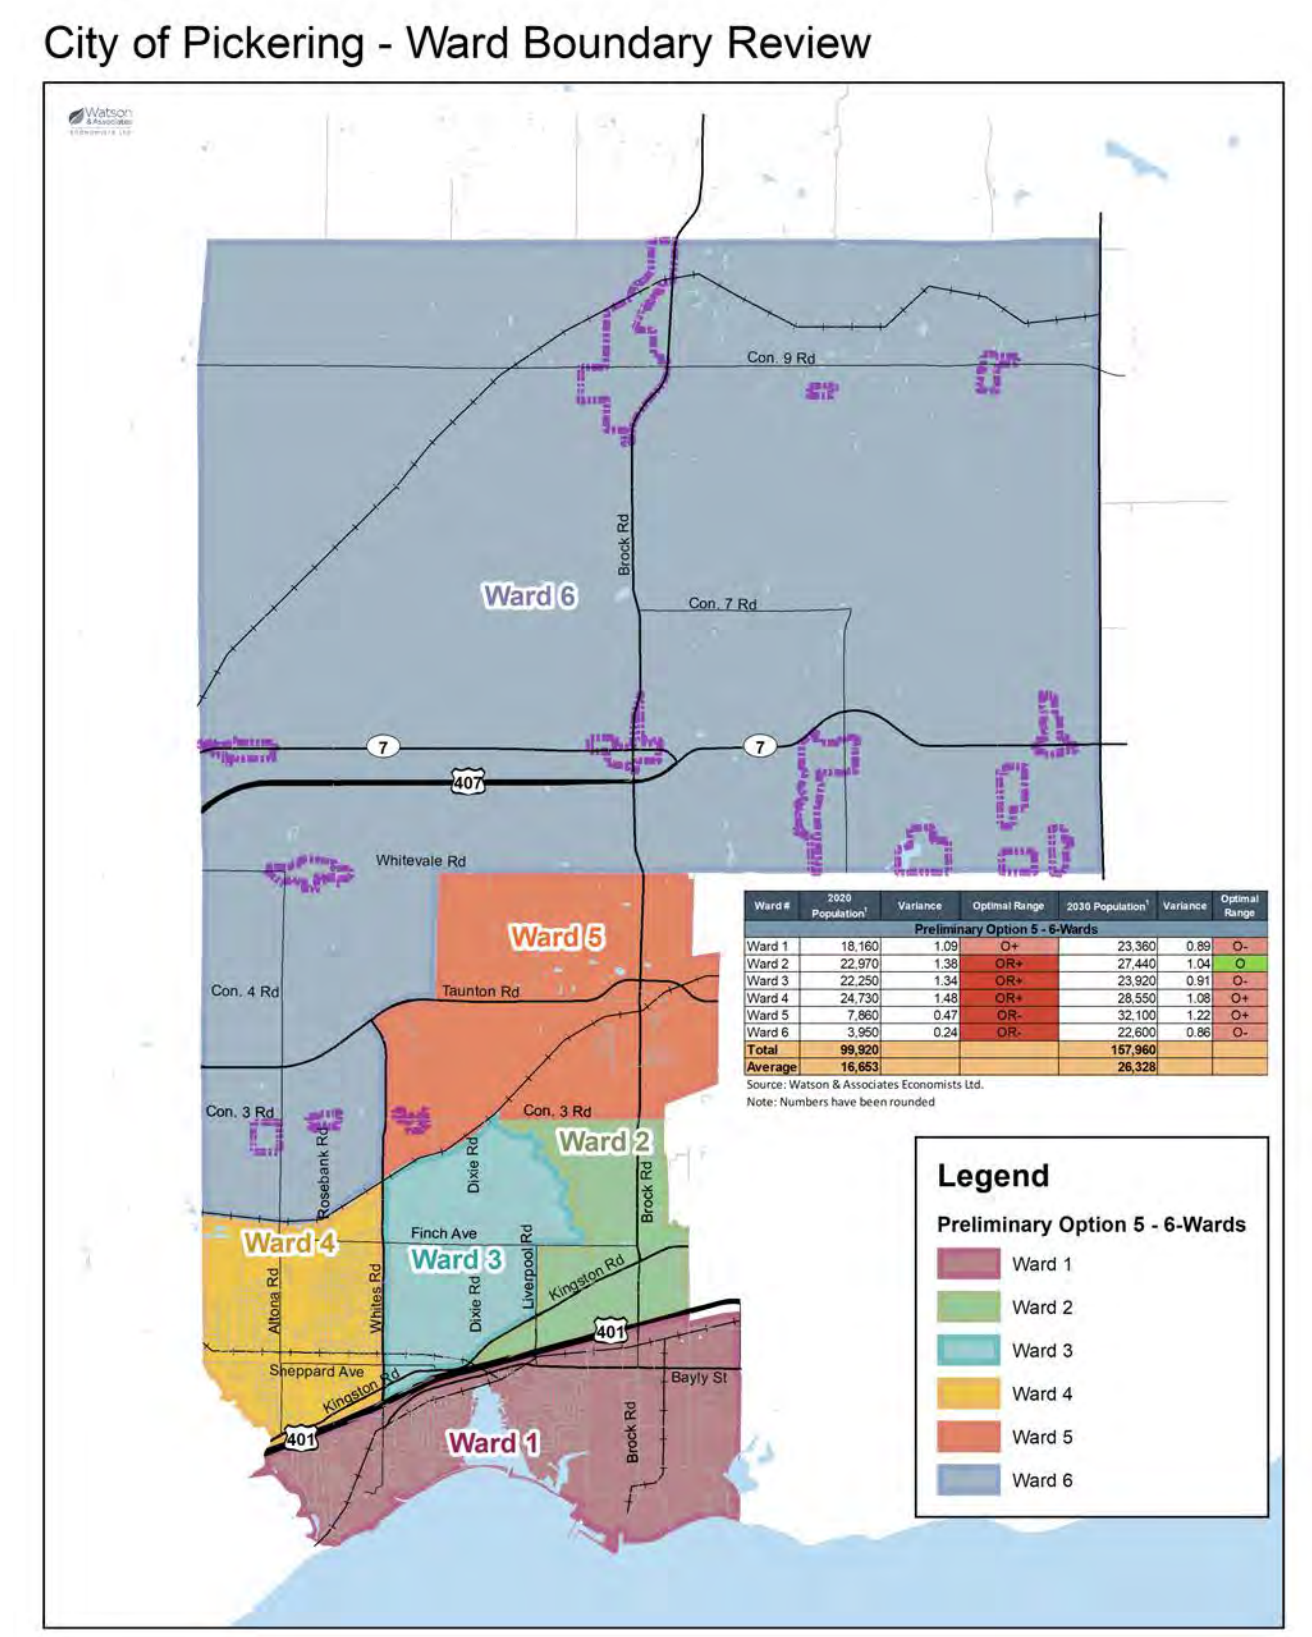 City of Pickering - Ward Boundary Review
Watson
& Associates
ECONOMISTS LTD.
Con. 9 Rd
Brock Rd
Ward 6
Con. 7 Rd
7
7
407
Whitevale Rd
Ward 5
Con. 4 Rd
Taunton Rd
Ward # 2020 Population¹ Variance Optimal Range 2030 Population¹ Variance Optimal Range
Preliminary Option 5 - 6-Wards
Ward 1 18,160 1.09 O+ 23,360 0.89 O-
Ward 2 22,970 1.38 OR+ 27,440 1.04 O
Ward 3 22,250 1.34 OR+ 23,920 0.91 O-
Ward 4 24,730 1.48 OR+ 28,550 1.08 O+
Ward 5 7,860 0.47 OR- 32,100 1.22 O+
Ward 6 3,950 0.24 OR- 22,600 0.86 O-
Total 99,920 157,960
Average 16,653 26,328
Source: Watson & Associates Economists Ltd.
Note: Numbers have been rounded
Con. 3 Rd
Con. 3 Rd
Ward 2
Rosebank Rd
Dixie Rd
Brock Rd
Finch Ave
Ward 4
Ward 3
Liverpool Rd
Kingston Rd
Altona Rd
Whites Rd
Dixie Rd
401
Sheppard Ave
Bayly St
Kingston Rd
401
Ward 1
Brock Rd
Legend
Preliminary Option 5 - 6-Wards
Ward 1
Ward 2
Ward 3
Ward 4
Ward 5
Ward 6